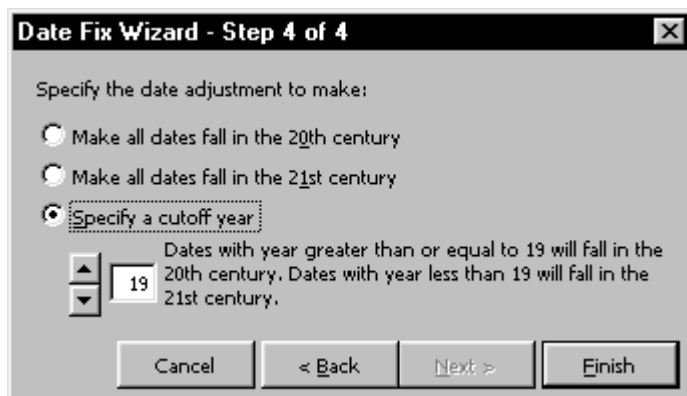 Date Fix Wizard - Step 4 of 4
Specify the date adjustment to make:
Make all dates fall in the 20th century
Make all dates fall in the 21st century
Specify a cutoff year
Dates with year greater than or equal to 19 will fall in the
20th century. Dates with year less than 19 will fall in the
21st century.
19
Cancel
< Back
Next >
Finish